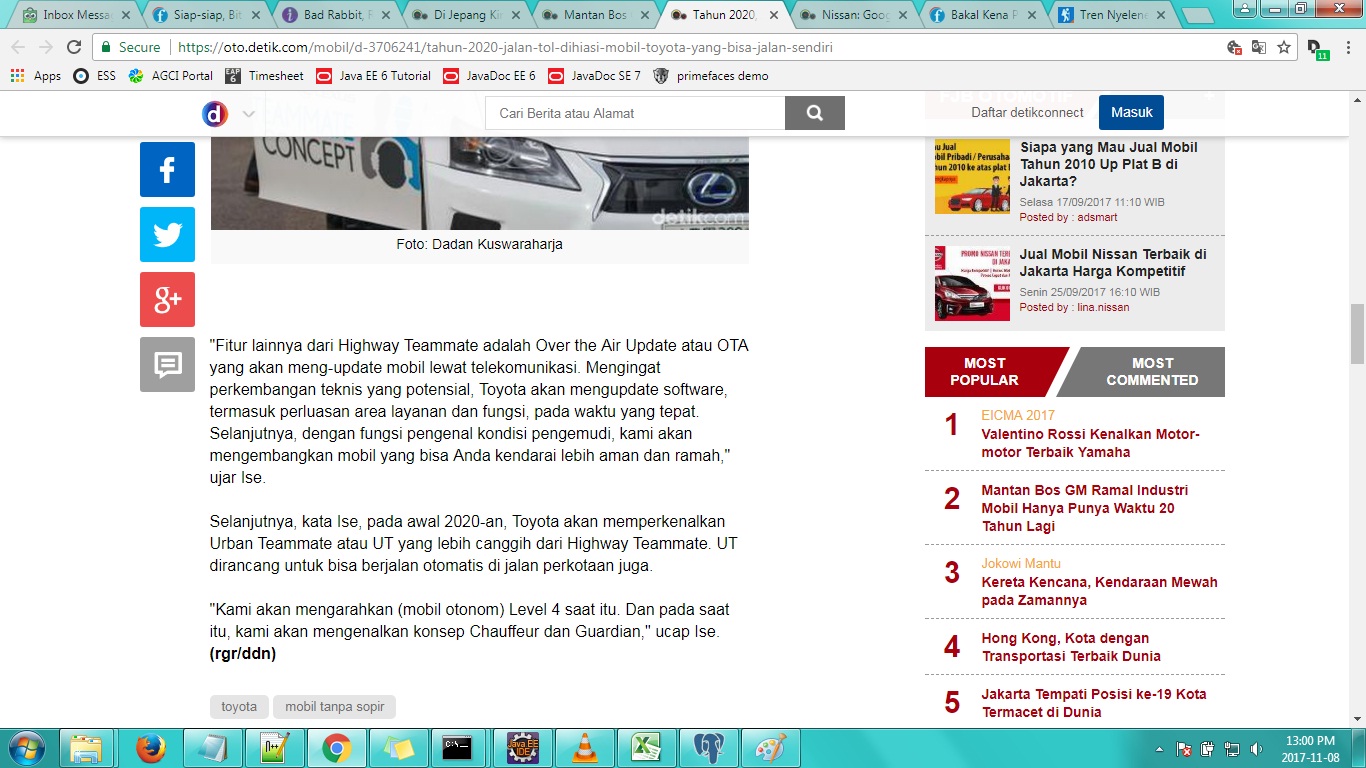 Inbox Messag
Siap-siap, Bit
Bad Rabbit, R
Di Jepang Kin
Mantan Bos
Tahun 2020,
Nissan: Goog
Bakal Kena P
Tren Nyelene
Secure
https://oto.detik.com/mobil/d-3706241/tahun-2020-jalan-tol-dihiasi-mobil-toyota-yang-bisa-jalan-sendiri
11
Apps
ESS
AGCI Portal
EAP 6
Timesheet
Java EE 6 Tutorial
JavaDoc EE 6
JavaDoc SE 7
primefaces demo
d
Cari Berita atau Alamat
Daftar detikconnect
Masuk
TEAMMATE
CONCEPT
detikcom
Foto: Dadan Kuswaraharja
"Fitur lainnya dari Highway Teammate adalah Over the Air Update atau OTA
yang akan meng-update mobil lewat telekomunikasi. Mengingat
perkembangan teknis yang potensial, Toyota akan mengupdate software,
termasuk perluasan area layanan dan fungsi, pada waktu yang tepat.
Selanjutnya, dengan fungsi pengenal kondisi pengemudi, kami akan
mengembangkan mobil yang bisa Anda kendarai lebih aman dan ramah,"
ujar Ise.
Selanjutnya, kata Ise, pada awal 2020-an, Toyota akan memperkenalkan
Urban Teammate atau UT yang lebih canggih dari Highway Teammate. UT
dirancang untuk bisa berjalan otomatis di jalan perkotaan juga.
"Kami akan mengarahkan (mobil otonom) Level 4 saat itu. Dan pada saat
itu, kami akan mengenalkan konsep Chauffeur dan Guardian," ucap Ise.
(rgr/ddn)
toyota
mobil tanpa sopir
FJB OTOMOTIF
Siapa yang Mau Jual Mobil
Tahun 2010 Up Plat B di
Jakarta?
Selasa 17/09/2017 11:10 WIB
Posted by : adsmart
Jual Mobil Nissan Terbaik di
Jakarta Harga Kompetitif
Senin 25/09/2017 16:10 WIB
Posted by : lina.nissan
MOST
POPULAR
MOST
COMMENTED
1
EICMA 2017
Valentino Rossi Kenalkan Motor-
motor Terbaik Yamaha
2
Mantan Bos GM Ramal Industri
Mobil Hanya Punya Waktu 20
Tahun Lagi
3
Jokowi Mantu
Kereta Kencana, Kendaraan Mewah
pada Zamannya
4
Hong Kong, Kota dengan
Transportasi Terbaik Dunia
5
Jakarta Tempati Posisi ke-19 Kota
Termacet di Dunia
Java EE
IDE
13:00 PM
2017-11-08